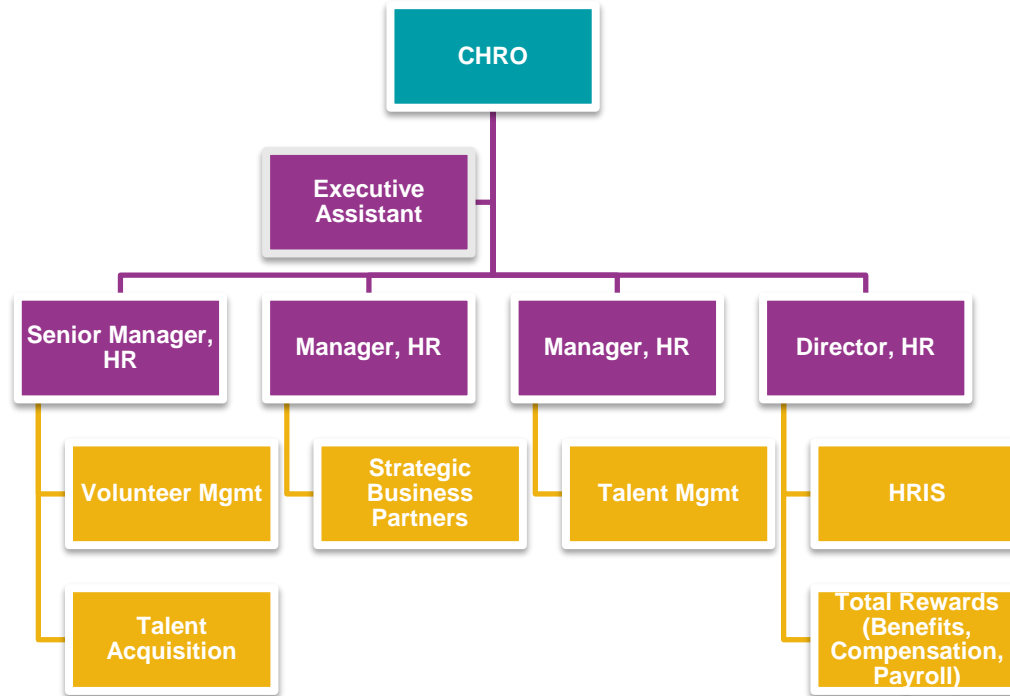 CHRO
Executive
Assistant
Senior Manager,
HR
Manager, HR
Manager, HR
Director, HR
Volunteer Mgmt
Strategic
Business
Partners
Talent Mgmt
HRIS
Talent
Acquisition
Total Rewards
(Benefits,
Compensation,
Payroll)